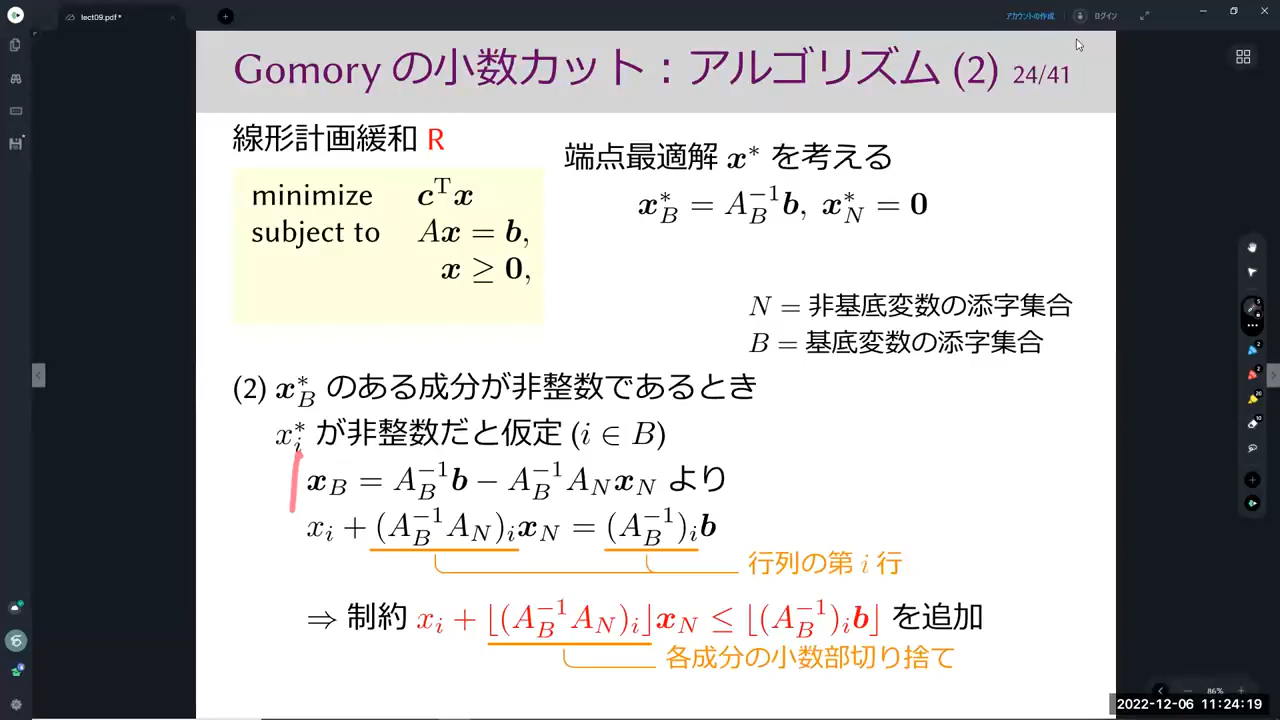 lect09.pdf*
アカウントの作成
ログイン
Gomory の小数カット：アルゴリズム (2) 24/41
線形計画緩和 R
minimize c^T x
subject to Ax = b,
x ≥ 0,
端点最適解 x* を考える
x*_B = A_B^{-1} b, x*_N = 0
N = 非基底変数の添字集合
B = 基底変数の添字集合
(2) x*_B のある成分が非整数であるとき
x*_i が非整数だと仮定 (i ∈ B)
x_B = A_B^{-1} b − A_B^{-1} A_N x_N より
x_i + (A_B^{-1} A_N)_i x_N = (A_B^{-1})_i b
行列の第 i 行
⇒ 制約 x_i + ⌊(A_B^{-1} A_N)_i⌋ x_N ≤ ⌊(A_B^{-1})_i b⌋ を追加
各成分の小数部切り捨て
86%
2022-12-06 11:24:19